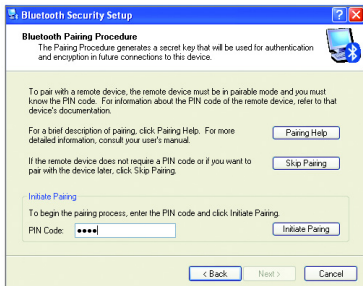 Bluetooth Security Setup
Bluetooth Pairing Procedure
The Pairing Procedure generates a secret key that will be used for authentication
and encryption in future connections to this device.
To pair with a remote device, the remote device must be in pairable mode and you must
know the PIN code. For information about the PIN code of the remote device, refer to that
device's documentation.
For a brief description of pairing, click Pairing Help. For more
detailed information, consult your user's manual.
Pairing Help
If the remote device does not require a PIN code or if you want to
pair with the device later, click Skip Pairing.
Skip Pairing
Initiate Pairing
To begin the pairing process, enter the PIN code and click Initiate Pairing.
PIN Code: ●●●●
Initiate Paring
< Back Next > Cancel